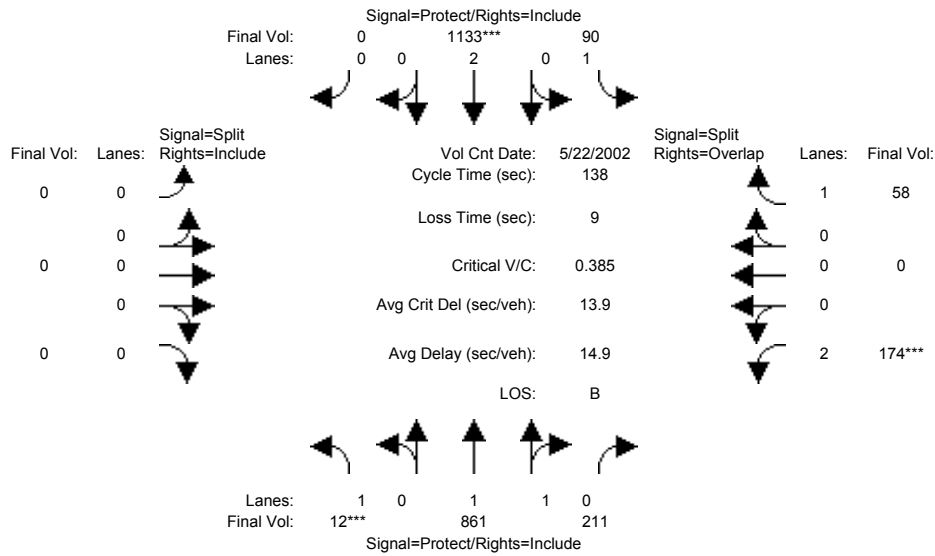 Signal=Protect/Rights=Include
Final Vol: 0 1133*** 90
Lanes: 0 0 2 0 1
Signal=Split Signal=Split
Final Vol: Lanes: Rights=Include Vol Cnt Date: 5/22/2002 Rights=Overlap Lanes: Final Vol:
Cycle Time (sec): 138
0 0 1 58
Loss Time (sec): 9
0 0
0 0 Critical V/C: 0.385 0 0
0 Avg Crit Del (sec/veh): 13.9 0
0 0 Avg Delay (sec/veh): 14.9 2 174***
LOS: B
Lanes: 1 0 1 1 0
Final Vol: 12*** 861 211
Signal=Protect/Rights=Include